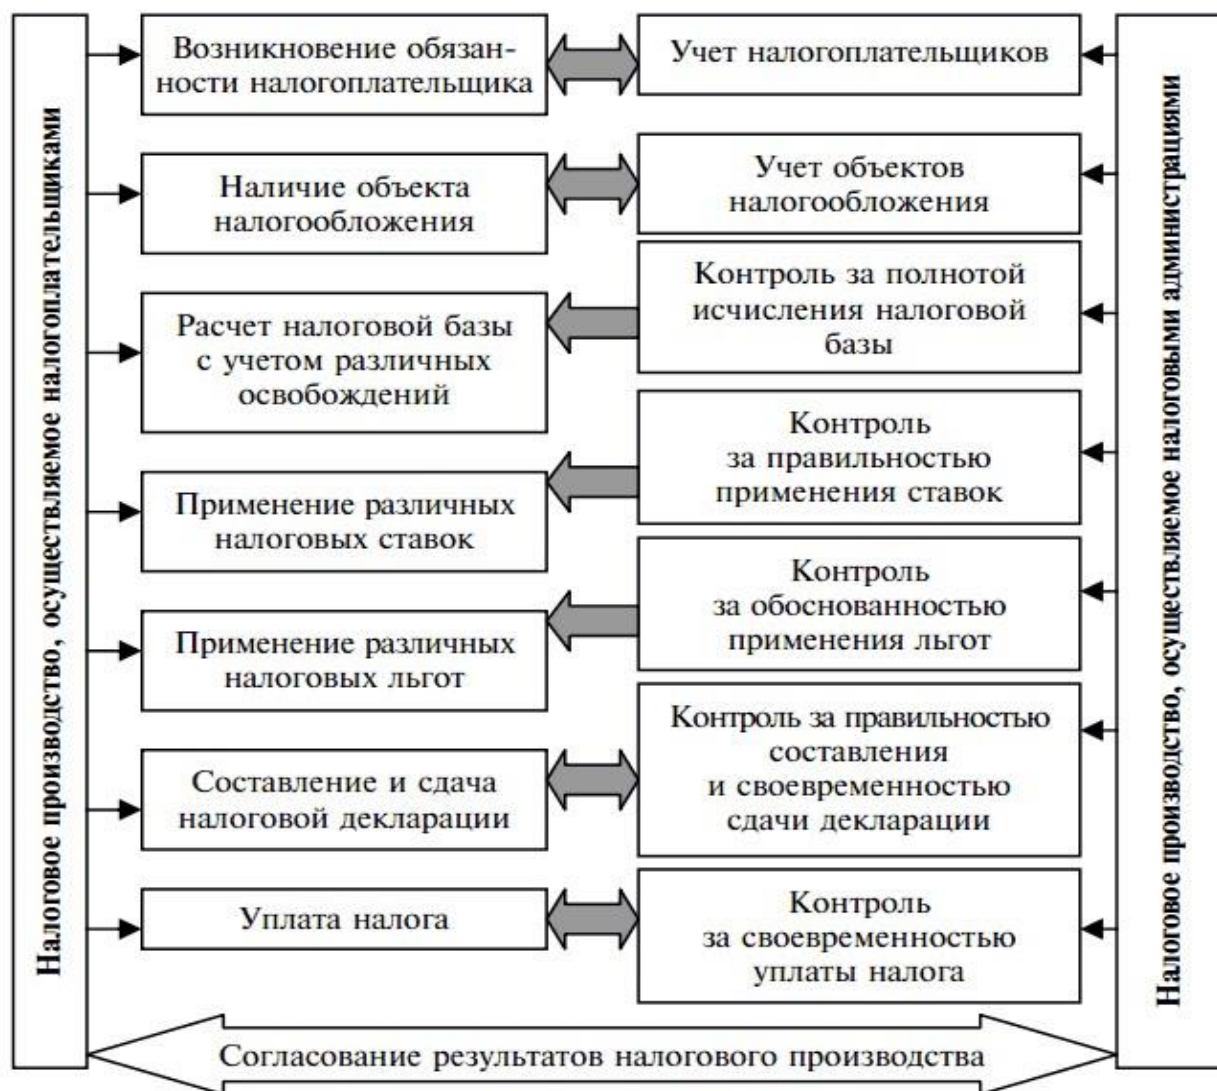 Налоговое производство, осуществляемое налогоплательщиками
Возникновение обязан-
ности налогоплательщика
Учет налогоплательщиков
Наличие объекта
налогообложения
Учет объектов
налогообложения
Расчет налоговой базы
с учетом различных
освобождений
Контроль за полнотой
исчисления налоговой
базы
Применение различных
налоговых ставок
Контроль
за правильностью
применения ставок
Применение различных
налоговых льгот
Контроль
за обоснованностью
применения льгот
Составление и сдача
налоговой декларации
Контроль за правильностью
составления
и своевременностью
сдачи декларации
Уплата налога
Контроль
за своевременностью
уплаты налога
Налоговое производство, осуществляемое налоговыми администрациями
Согласование результатов налогового производства